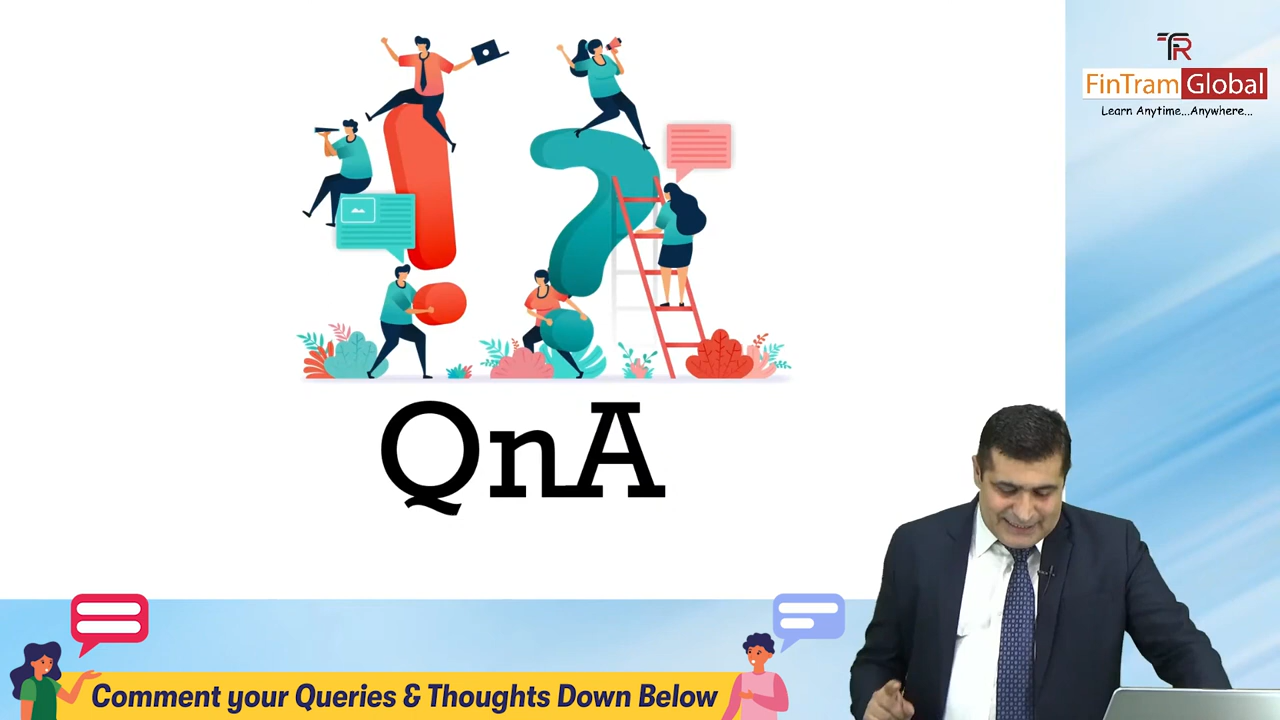 FinTram Global
Learn Anytime...Anywhere...
QnA
Comment your Queries & Thoughts Down Below